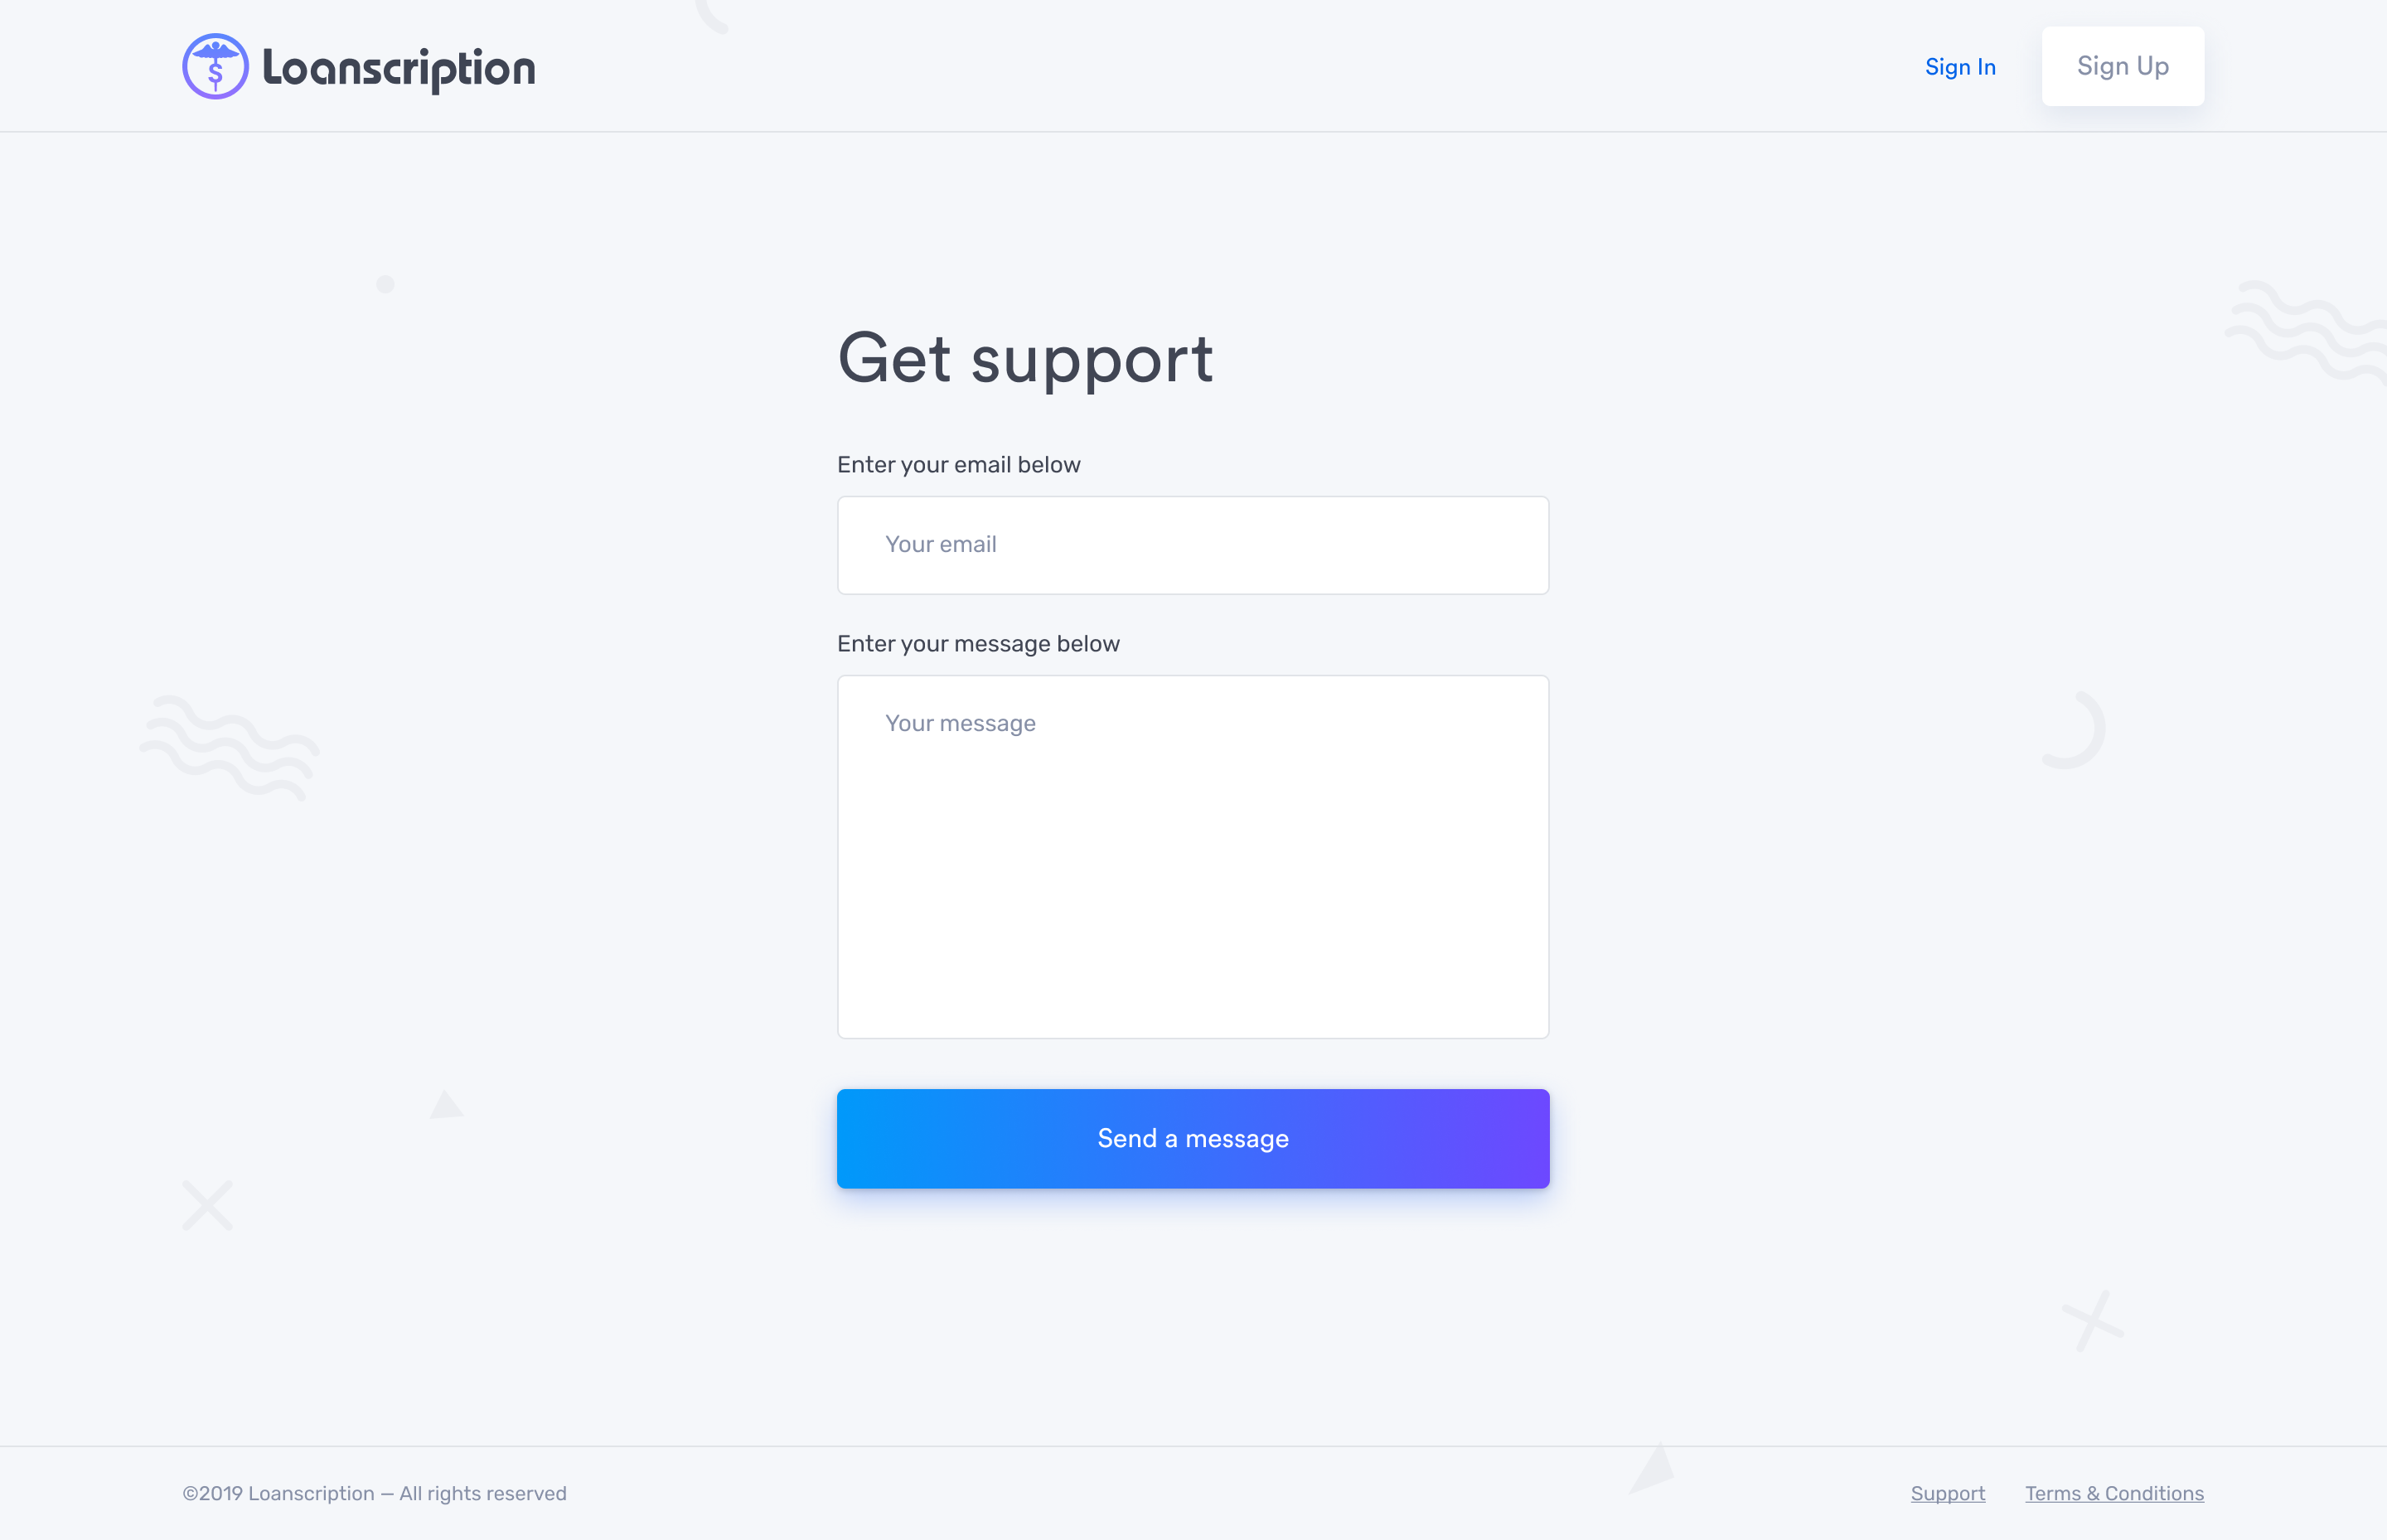 Loanscription
Sign In
Sign Up
Get support
Enter your email below
Your email
Enter your message below
Your message
Send a message
©2019 Loanscription — All rights reserved
Support
Terms & Conditions